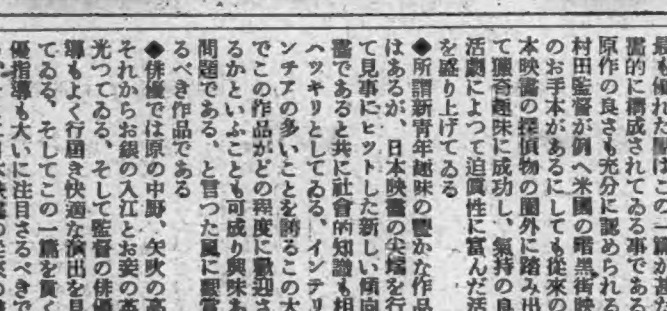 最も優れた點はこの一篇が甚だ
濶的に構成されてゐる事である
原作の良さも充分に認められる
村田監督が例へ米國の暗黑街映
のお手本があるにしても從來の
本映畵の探偵物の圈外に踏み出
て獵奇趣味に成功し、氣持の良
活劇によつて迫眞性に富んだ活
を盛り上げてゐる
◆所謂新青年趣味の豐かな作品
はあるが、日本映畵の尖端を行
て見事にヒットした新しい傾向
畵であると共に社會的知識も相
ハッキリとしてゐる、インテリ
ンチアの多いことを誇るこの大
でこの作品がどの程度に歡迎さ
るかといふことも可成り興味あ
問題である、と言つた風に觀賞
るべき作品である
◆俳優では原の中野、矢吹の高
それからお銀の入江とお妾の英
光つてゐる、そして監督の俳優
導もよく行屆き快適な演出を見
てゐる、そしてこの一篇を貫く
優指導も大いに注目さるべきで